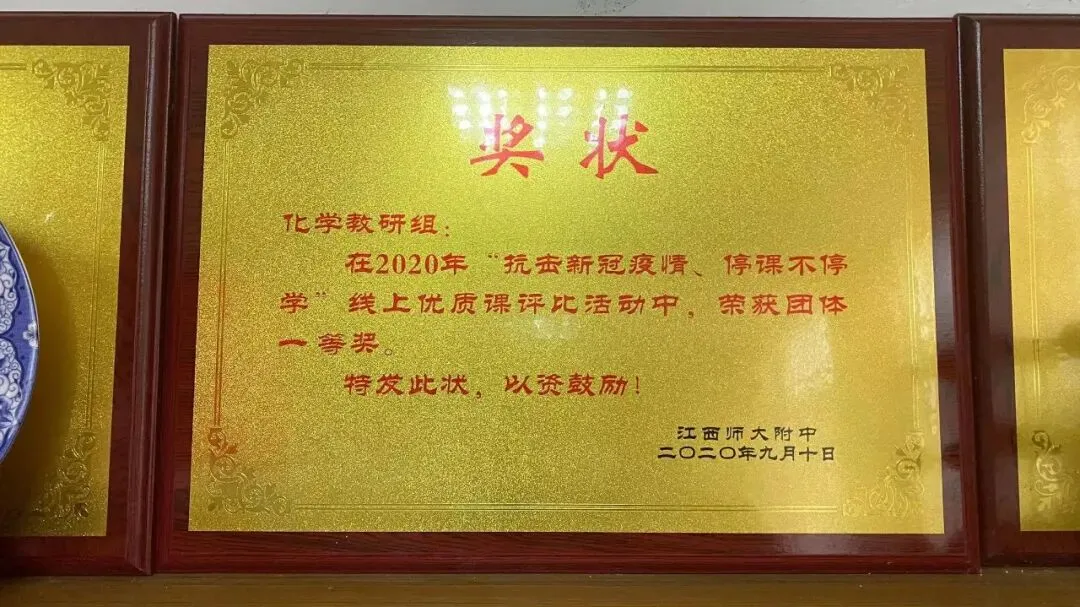 奖状
化学教研组：
在2020年“抗击新冠疫情、停课不停
学”线上优质课评比活动中，荣获团体
一等奖。
特发此状，以资鼓励！
江西师大附中
二〇二〇年九月十日